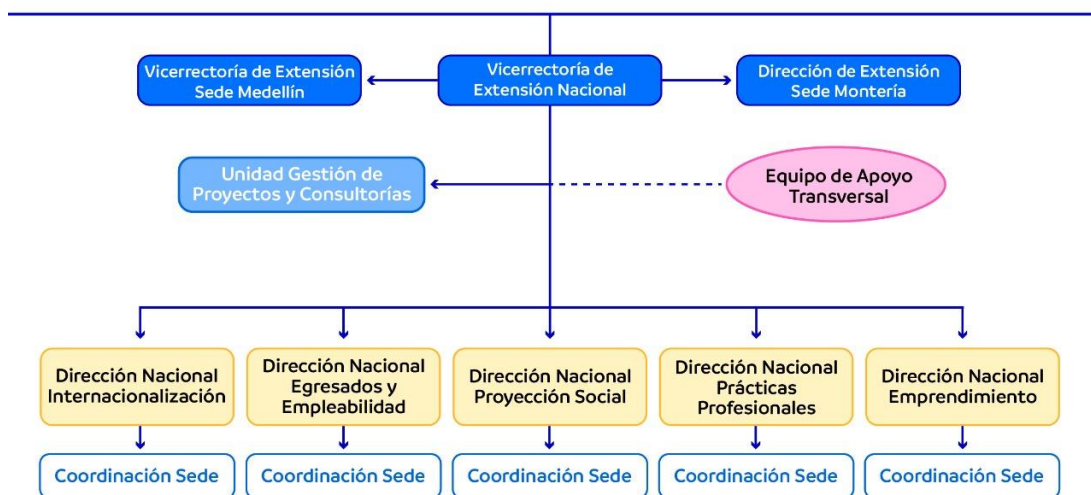 Vicerrectoría de Extensión
Sede Medellín
Vicerrectoría de
Extensión Nacional
Dirección de Extensión
Sede Montería
Unidad Gestión de
Proyectos y Consultorías
Equipo de Apoyo
Transversal
Dirección Nacional
Internacionalización
Dirección Nacional
Egresados y
Empleabilidad
Dirección Nacional
Proyección Social
Dirección Nacional
Prácticas
Profesionales
Dirección Nacional
Emprendimiento
Coordinación Sede
Coordinación Sede
Coordinación Sede
Coordinación Sede
Coordinación Sede